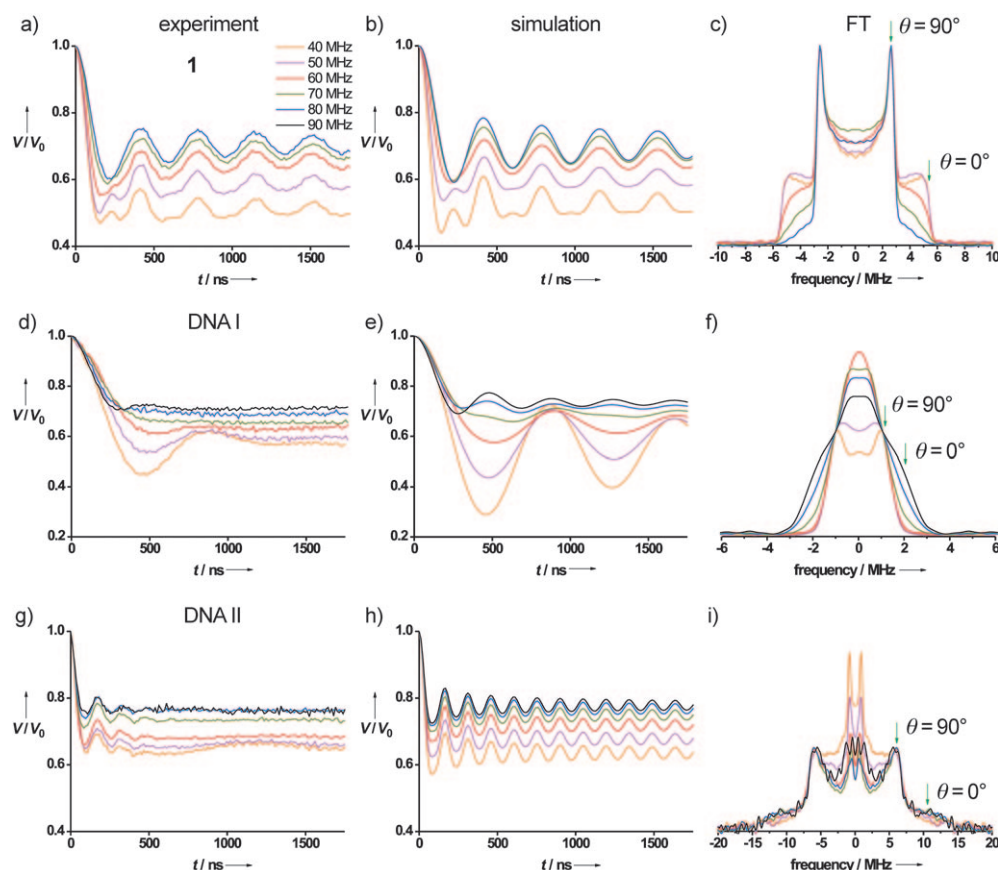 a) experiment b) simulation c) FT
1
40 MHz
50 MHz
60 MHz
70 MHz
80 MHz
90 MHz
θ = 90°
θ = 0°
1.0 1.0
0.8 0.8
V / V0 V / V0
0.6 0.6
0.4 0.4
0 500 1000 1500 0 500 1000 1500 -10 -8 -6 -4 -2 0 2 4 6 8 10
t / ns t / ns frequency / MHz
d) DNA I e) f)
1.0 1.0
0.8 0.8
V / V0 V / V0
θ = 90°
0.6 0.6
θ = 0°
0.4 0.4
0.2 0.2
0 500 1000 1500 0 500 1000 1500 -6 -4 -2 0 2 4 6
t / ns t / ns frequency / MHz
g) DNA II h) i)
1.0 1.0
0.8 0.8
V / V0 V / V0
θ = 90°
0.6 0.6
θ = 0°
0.4 0.4
0 500 1000 1500 0 500 1000 1500 -20 -15 -10 -5 0 5 10 15 20
t / ns t / ns frequency / MHz